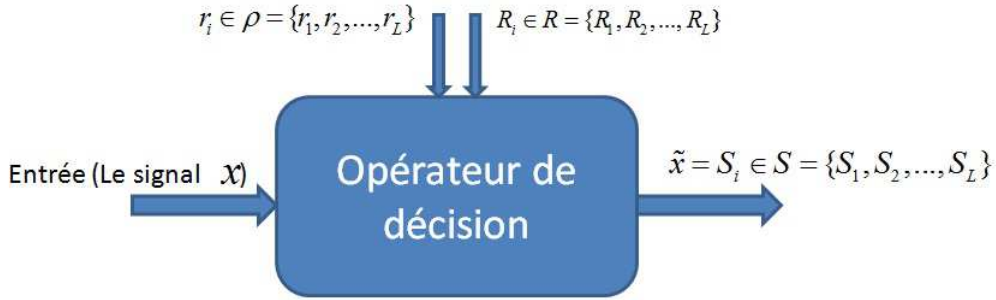 r_i ∈ ρ = {r_1, r_2, ..., r_L}
R_i ∈ R = {R_1, R_2, ..., R_L}
Entrée (Le signal x)
Opérateur de
décision
x̃ = S_i ∈ S = {S_1, S_2, ..., S_L}